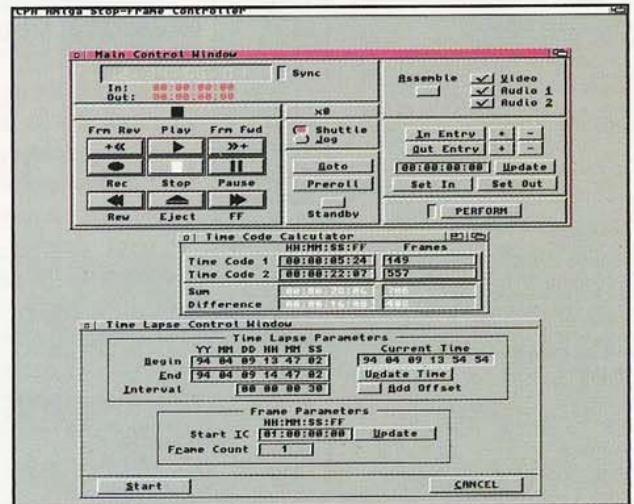 CPR Amiga Stop-Frame Controller
Main Control Window
Sync
In: 00:00:00:00
Out: 00:00:00:00
Assemble Video
Audio 1
Audio 2
x0
Frm Rev Play Frm Fwd
Shuttle
Jog
In Entry + -
Out Entry + -
+« »+
Goto
00:00:00:00 Update
Rec Stop Pause
Preroll
Set In Set Out
Standby
PERFORM
Rew Eject FF
Time Code Calculator
HH:MM:SS:FF Frames
Time Code 1 00:00:05:24 149
Time Code 2 00:00:22:07 557
Sum
Difference
Time Lapse Control Window
Time Lapse Parameters
YY MM DD HH MM SS Current Time
Begin 94 04 09 13 47 02 94 04 09 13 54 54
End 94 04 09 14 47 02 Update Time
Interval 00 00 00 30 Add Offset
Frame Parameters
HH:MM:SS:FF
Start TC 01:00:00:00 Update
Frame Count 1
Start CANCEL